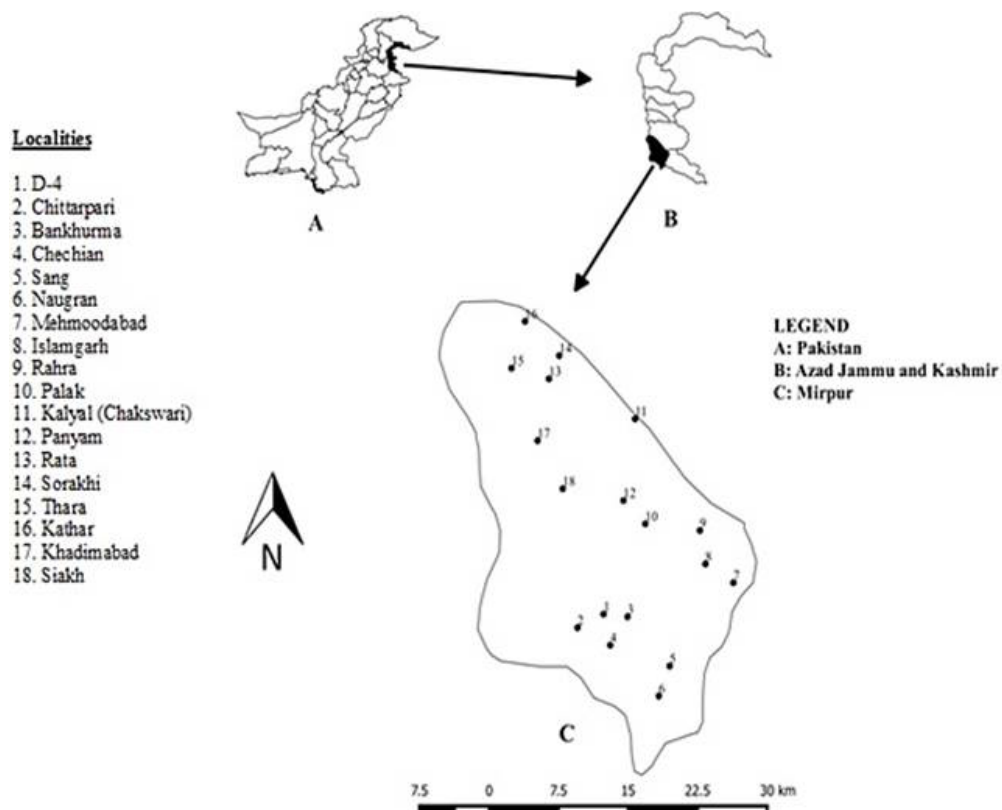 Localities
1. D-4
2. Chittarpari
3. Bankhurma
4. Chechian
5. Sang
6. Naugran
7. Mehmoodabad
8. Islamgarh
9. Rahra
10. Palak
11. Kalyal (Chakswari)
12. Panyam
13. Rata
14. Sorakhi
15. Thara
16. Kathar
17. Khadimabad
18. Siakh
A
B
LEGEND
A: Pakistan
B: Azad Jammu and Kashmir
C: Mirpur
N
16
14
15
13
11
17
18
12
10
9
8
7
1
3
2
4
5
6
C
7.5 0 7.5 15 22.5 30 km